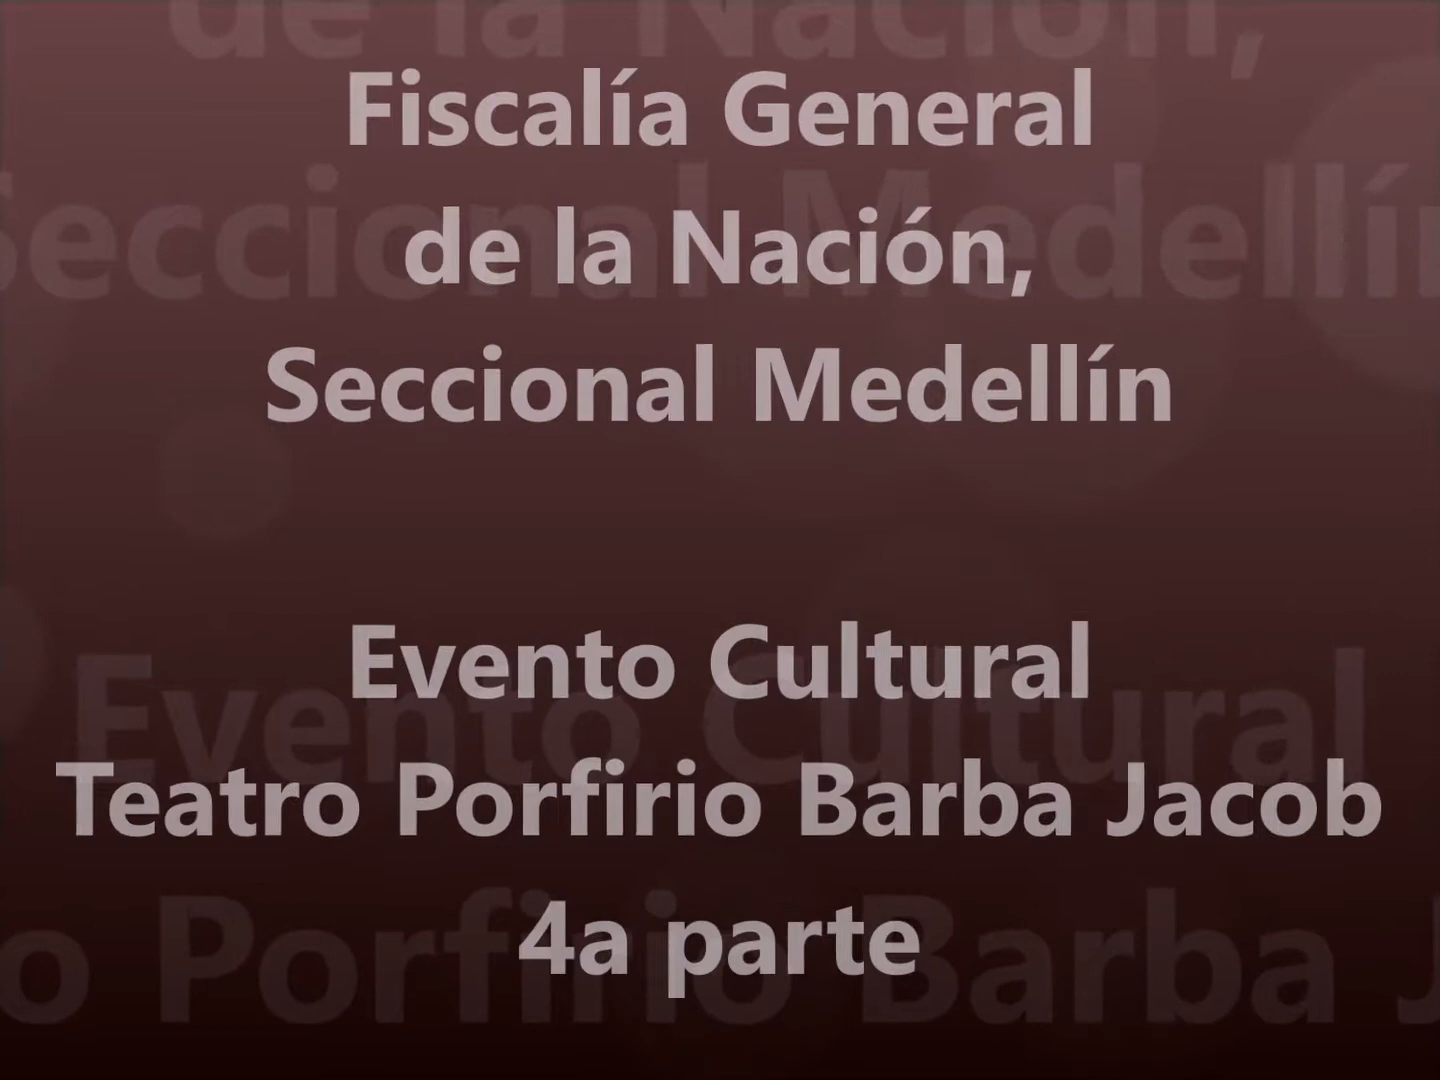 Fiscalía General
de la Nación,
Seccional Medellín
Evento Cultural
Teatro Porfirio Barba Jacob
4a parte